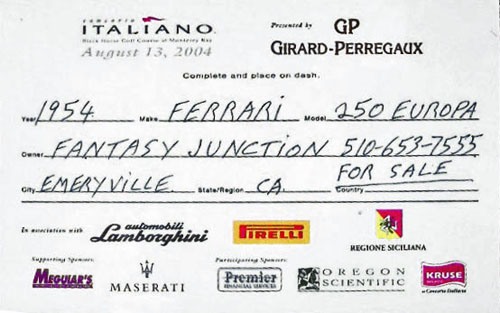 concorso
ITALIANO
Black Horse Golf Course at Monterey Bay
August 13, 2004
Presented by
GP
GIRARD-PERREGAUX
Complete and place on dash.
Year 1954 Make FERRARI Model 250 EUROPA
Owner FANTASY JUNCTION 510-653-7555
FOR SALE
City EMERYVILLE State/Region CA. Country
In association with
automobili
Lamborghini
PIRELLI
REGIONE SICILIANA
Supporting Sponsors:
MEGUIAR'S
MASERATI
Participating Sponsors:
Premier
FINANCIAL SERVICES
OREGON
SCIENTIFIC
KRUSE